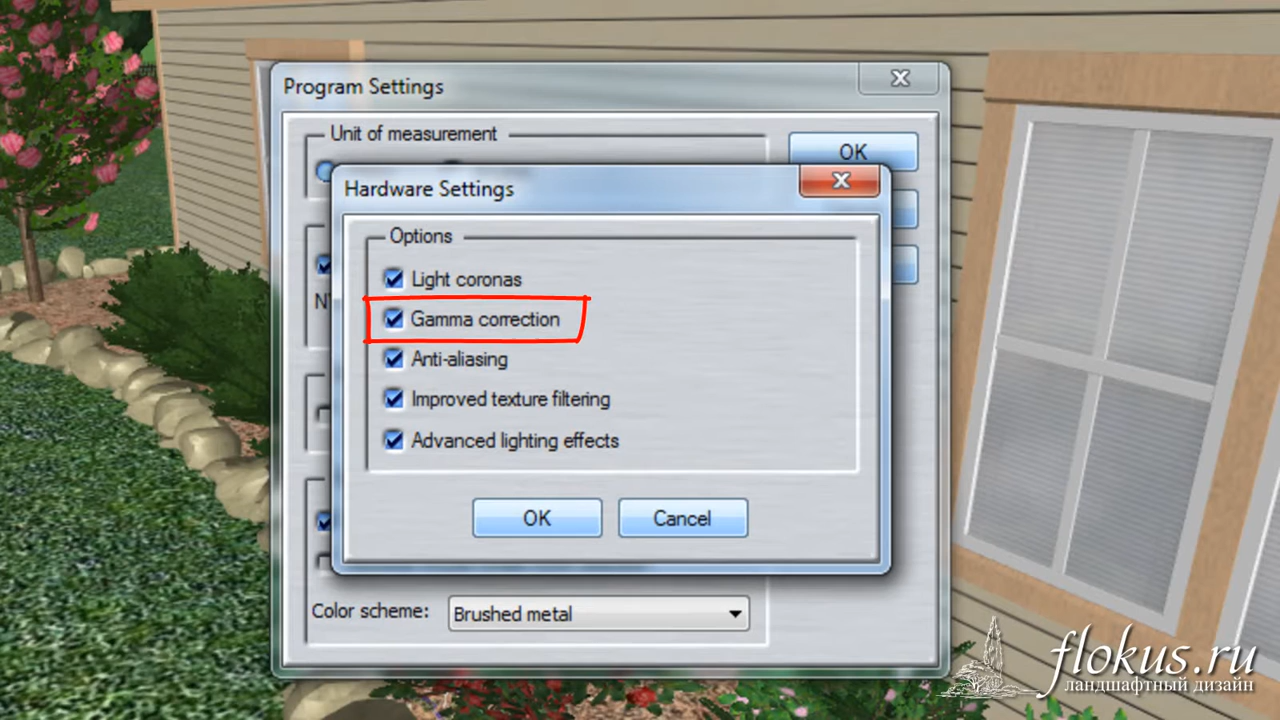 Program Settings
Unit of measurement
OK
Hardware Settings
Options
Light coronas
Gamma correction
Anti-aliasing
Improved texture filtering
Advanced lighting effects
OK
Cancel
Color scheme:
Brushed metal
flokus.ru
ландшафтный дизайн